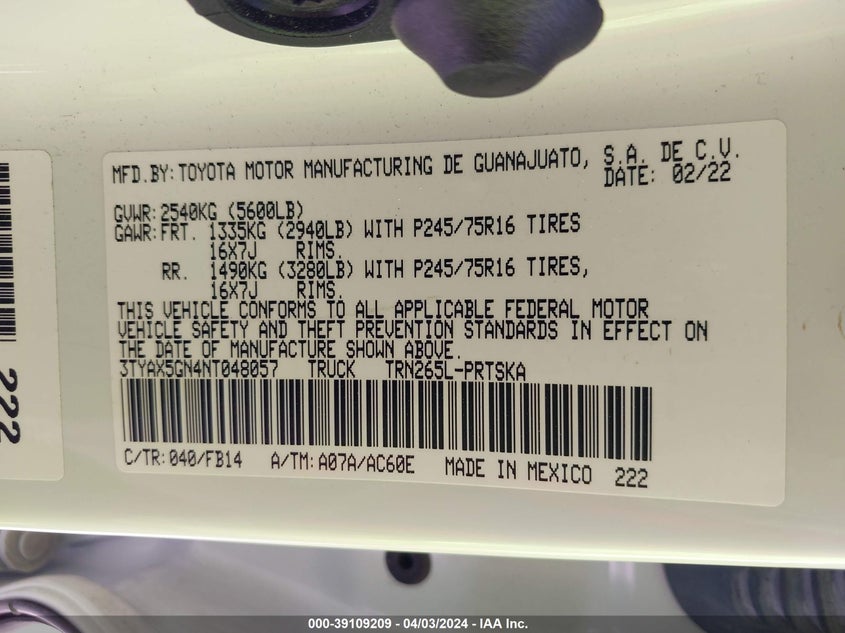 MFD.BY:TOYOTA MOTOR MANUFACTURING DE GUANAJUATO, S.A. DE C.V.
DATE: 02/22
GVWR:2540KG (5600LB)
GAWR:FRT. 1335KG (2940LB) WITH P245/75R16 TIRES
16X7J RIMS.
RR. 1490KG (3280LB) WITH P245/75R16 TIRES,
16X7J RIMS.
THIS VEHICLE CONFORMS TO ALL APPLICABLE FEDERAL MOTOR
VEHICLE SAFETY AND THEFT PREVENTION STANDARDS IN EFFECT ON
THE DATE OF MANUFACTURE SHOWN ABOVE.
3TYAX5GN4NT048057 TRUCK TRN265L-PRTSKA
C/TR:040/FB14 A/TM:A07A/AC60E MADE IN MEXICO 222
222
000-39109209 - 04/03/2024 - IAA Inc.